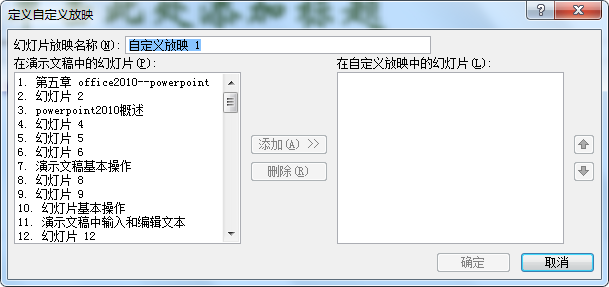 此处添加标题
定义自定义放映
幻灯片放映名称(N): 自定义放映 1
在演示文稿中的幻灯片(P):
在自定义放映中的幻灯片(L):
1. 第五章 office2010--powerpoint
2. 幻灯片 2
3. powerpoint2010概述
4. 幻灯片 4
5. 幻灯片 5
6. 幻灯片 6
7. 演示文稿基本操作
8. 幻灯片 8
9. 幻灯片 9
10. 幻灯片基本操作
11. 演示文稿中输入和编辑文本
12. 幻灯片 12
添加(A) >>
删除(R)
确定
取消